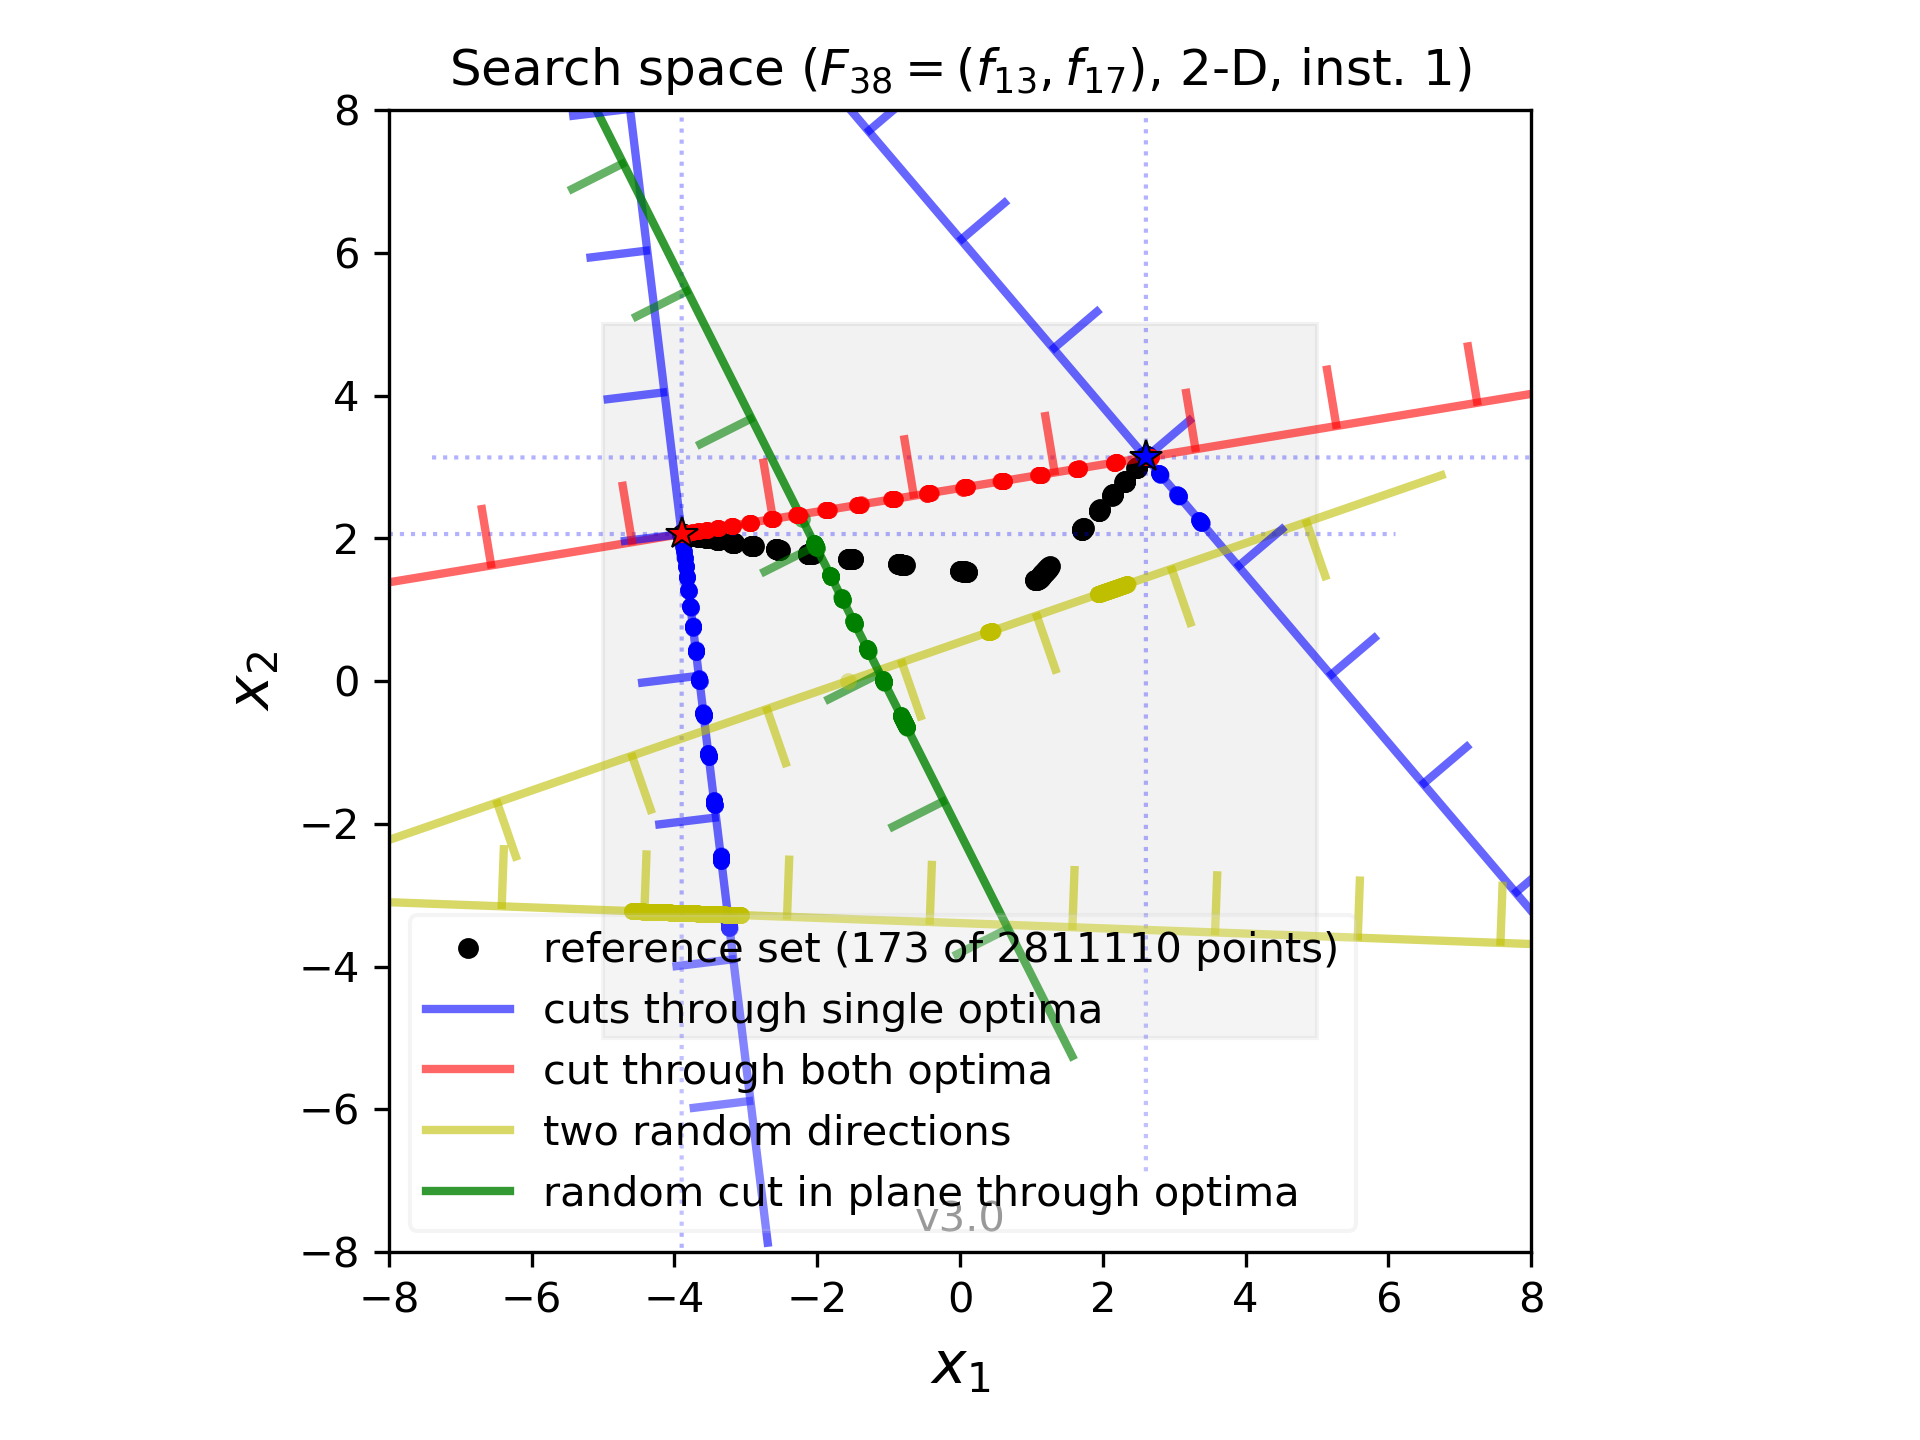 Search space (F₃₈ = (f₁₃, f₁₇), 2-D, inst. 1)
8
6
4
2
0
−2
−4
−6
−8
x₂
reference set (173 of 2811110 points)
cuts through single optima
cut through both optima
two random directions
random cut in plane through optima
v3.0
−8 −6 −4 −2 0 2 4 6 8
x₁